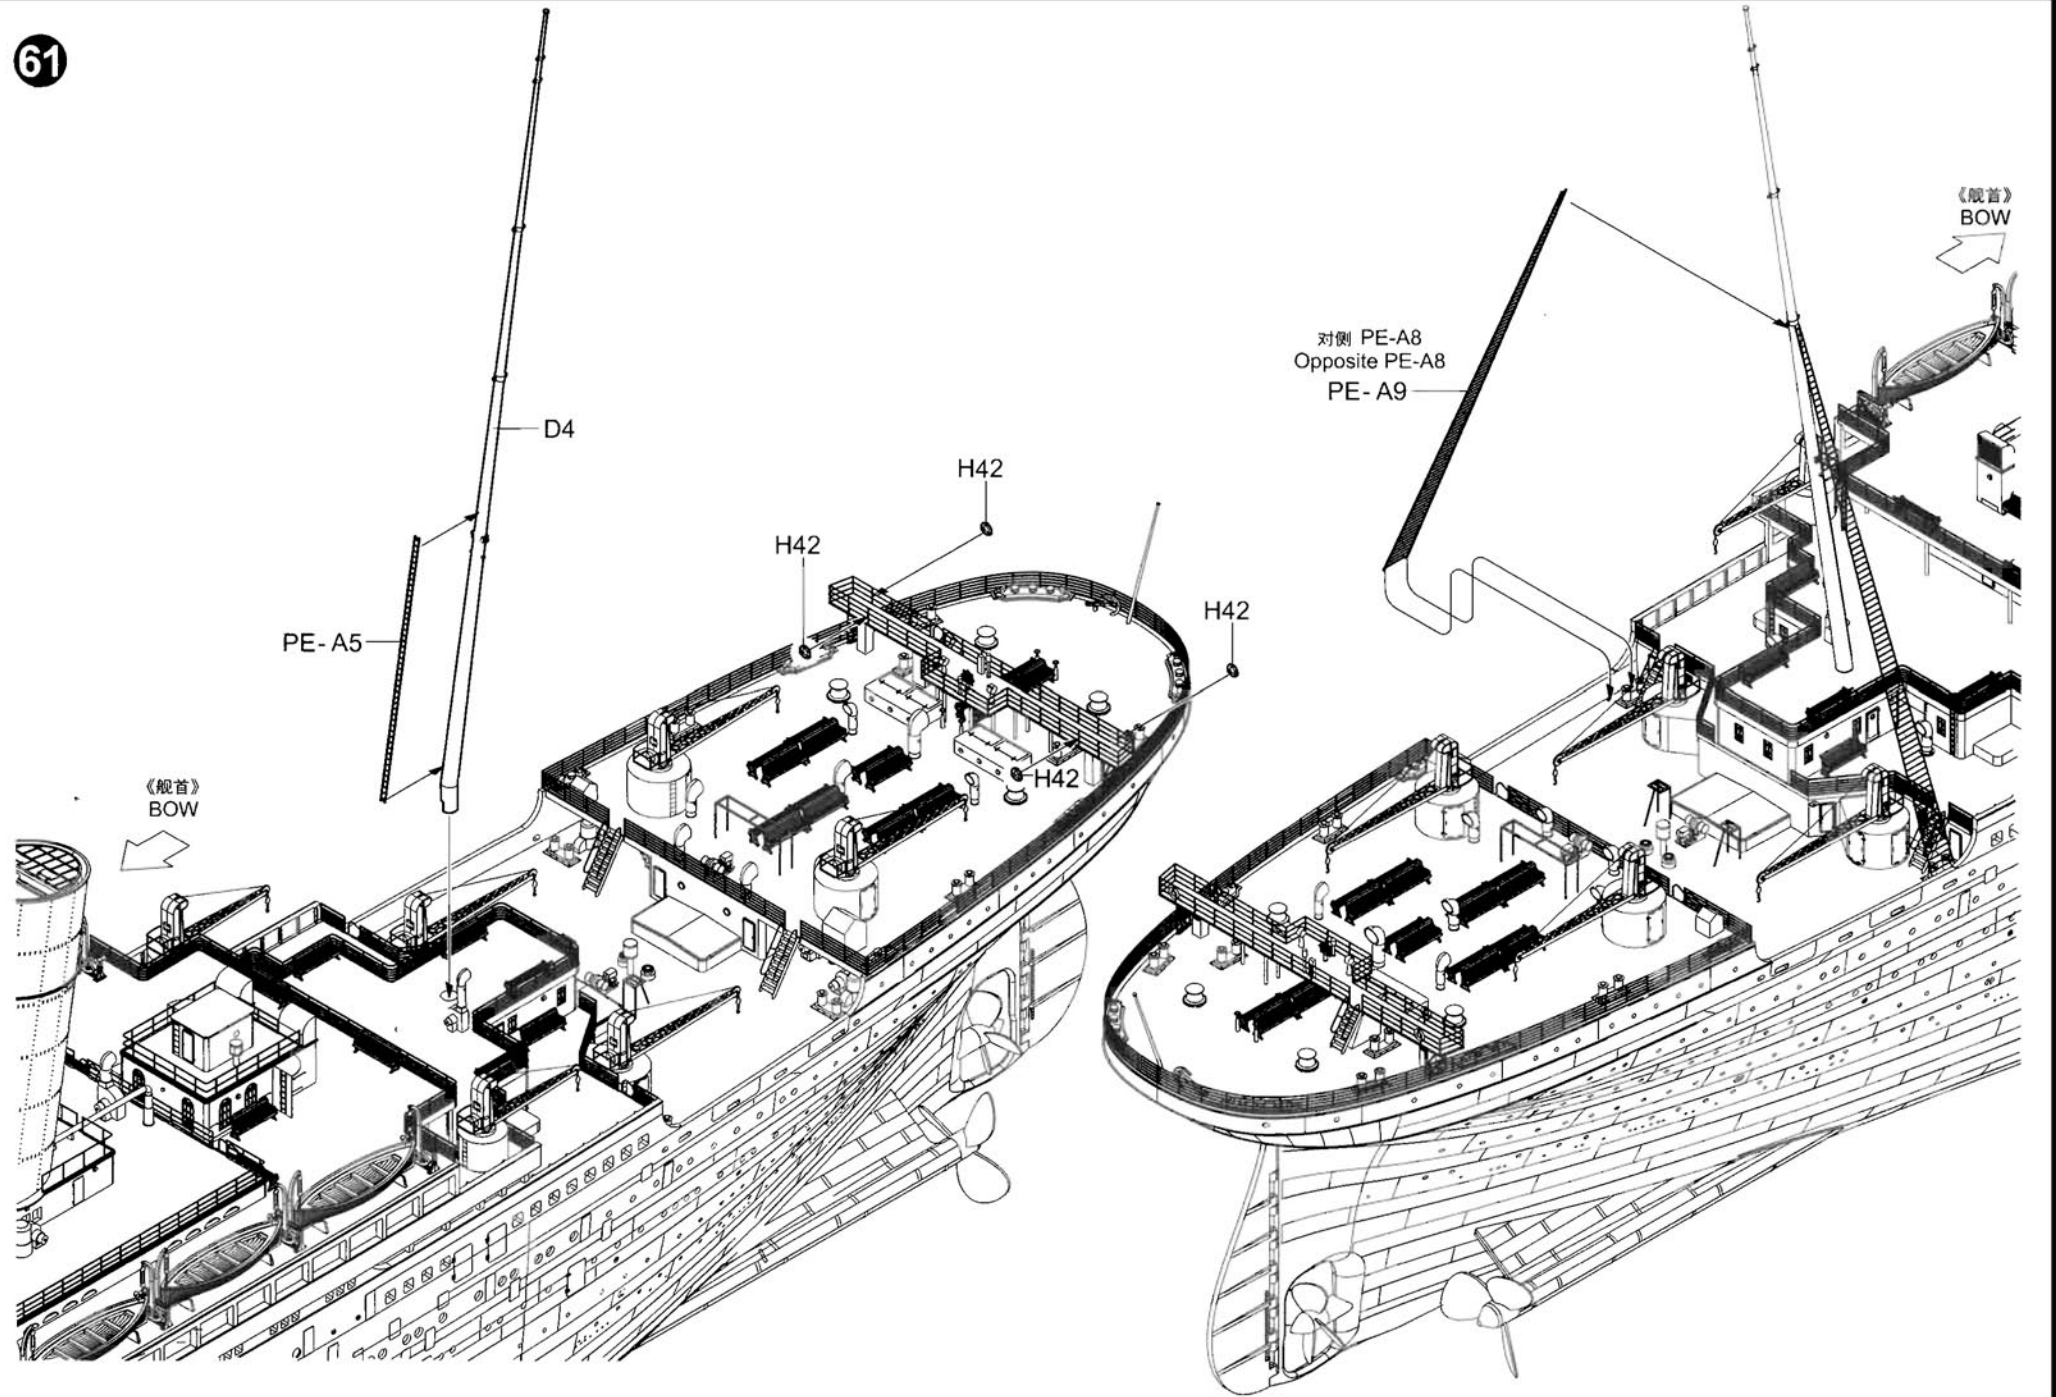 61
D4
H42
H42
H42
H42
PE-A5
《舰首》
BOW
《舰首》
BOW
对侧 PE-A8
Opposite PE-A8
PE-A9